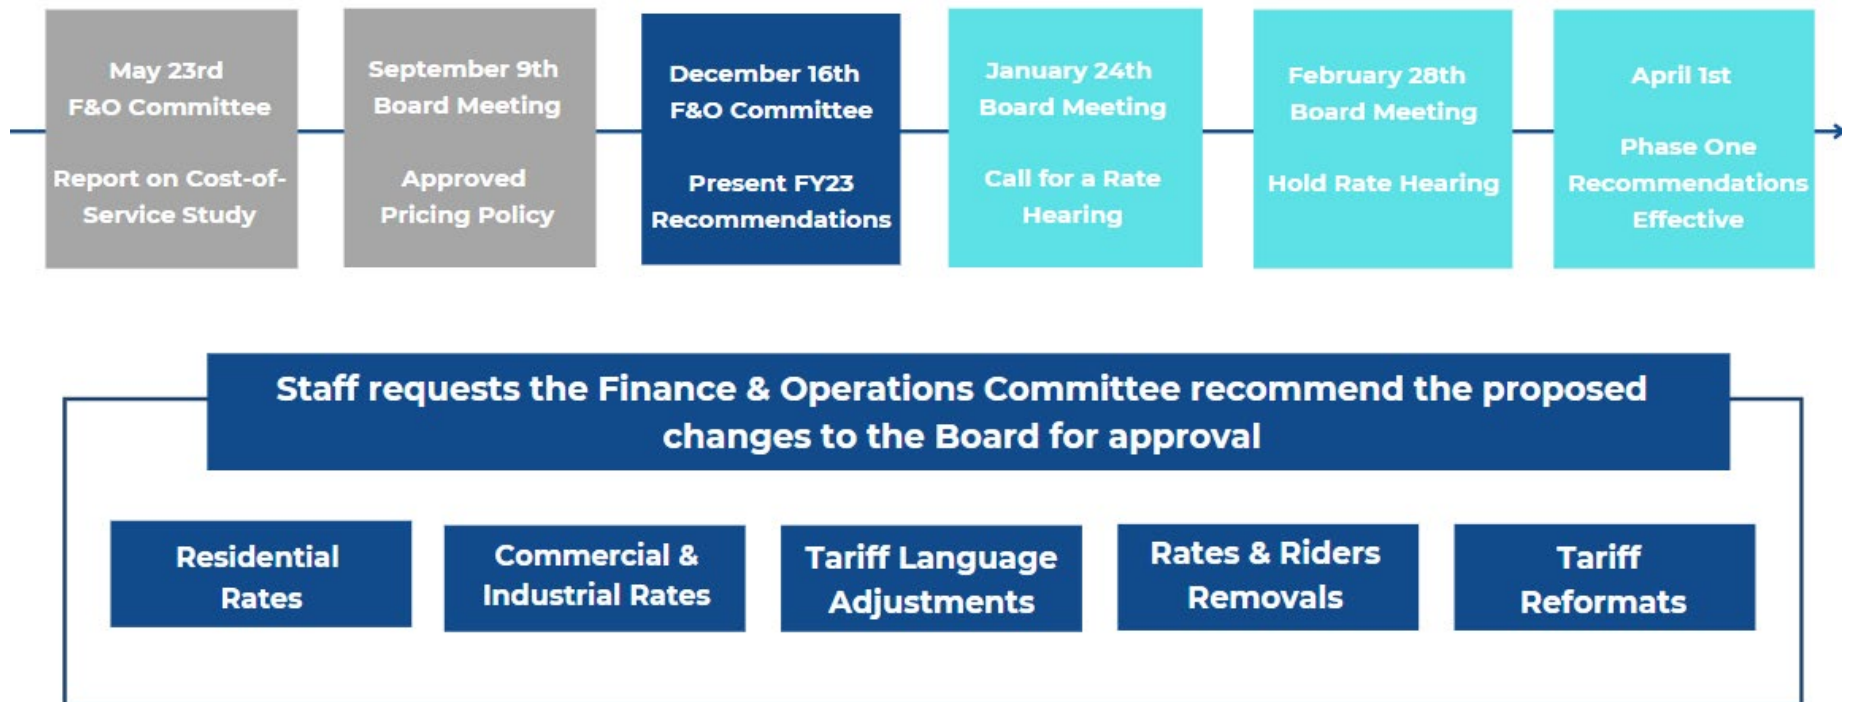 May 23rd
F&O Committee
Report on Cost-of-
Service Study
September 9th
Board Meeting
Approved
Pricing Policy
December 16th
F&O Committee
Present FY23
Recommendations
January 24th
Board Meeting
Call for a Rate
Hearing
February 28th
Board Meeting
Hold Rate Hearing
April 1st
Phase One
Recommendations
Effective
Staff requests the Finance & Operations Committee recommend the proposed
changes to the Board for approval
Residential
Rates
Commercial &
Industrial Rates
Tariff Language
Adjustments
Rates & Riders
Removals
Tariff
Reformats